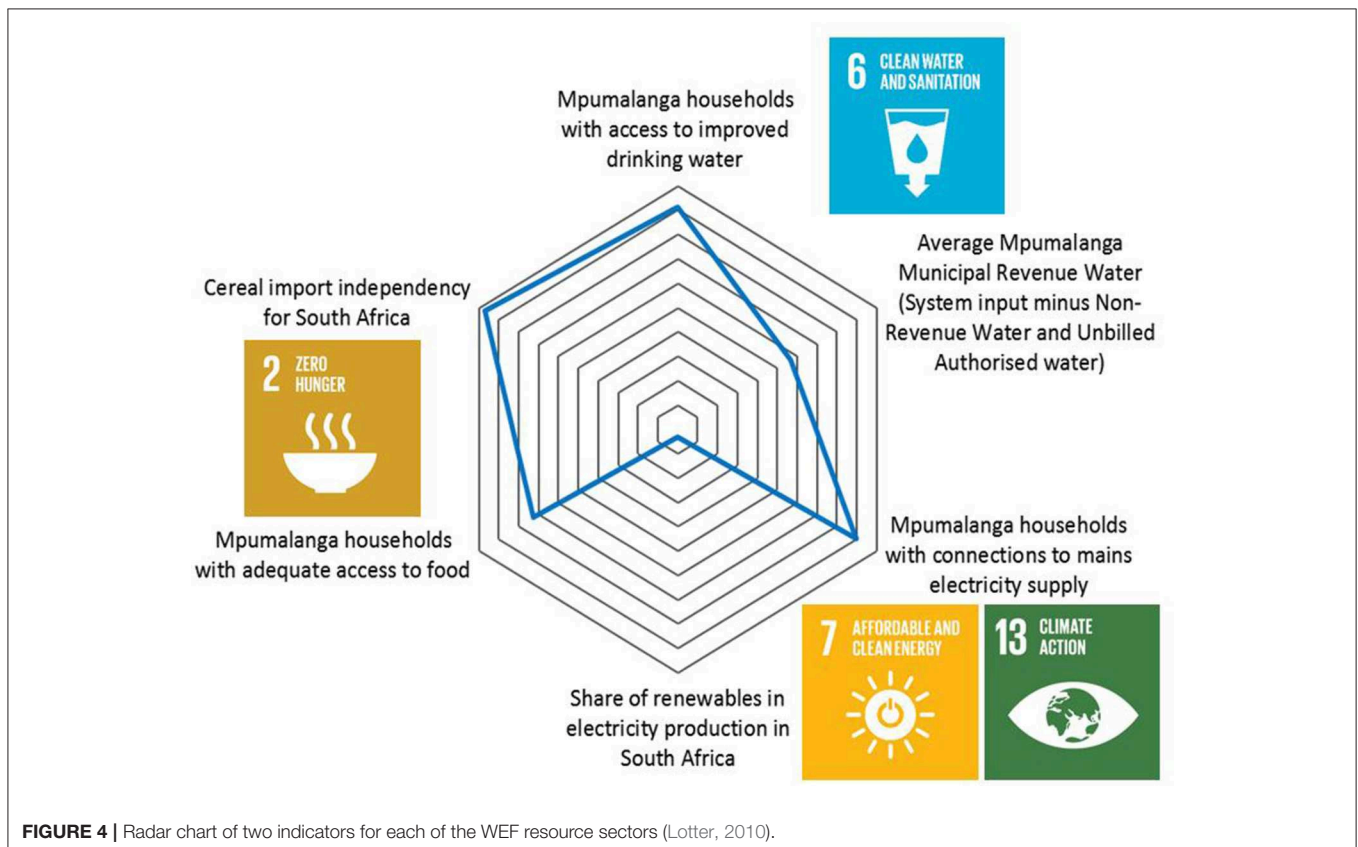 6 CLEAN WATER
AND SANITATION
Mpumalanga households
with access to improved
drinking water
Average Mpumalanga
Municipal Revenue Water
(System input minus Non-
Revenue Water and Unbilled
Authorised water)
Cereal import independency
for South Africa
2 ZERO
HUNGER
Mpumalanga households
with adequate access to food
Mpumalanga households
with connections to mains
electricity supply
7 AFFORDABLE AND
CLEAN ENERGY
13 CLIMATE
ACTION
Share of renewables in
electricity production in
South Africa
FIGURE 4 | Radar chart of two indicators for each of the WEF resource sectors (Lotter, 2010).